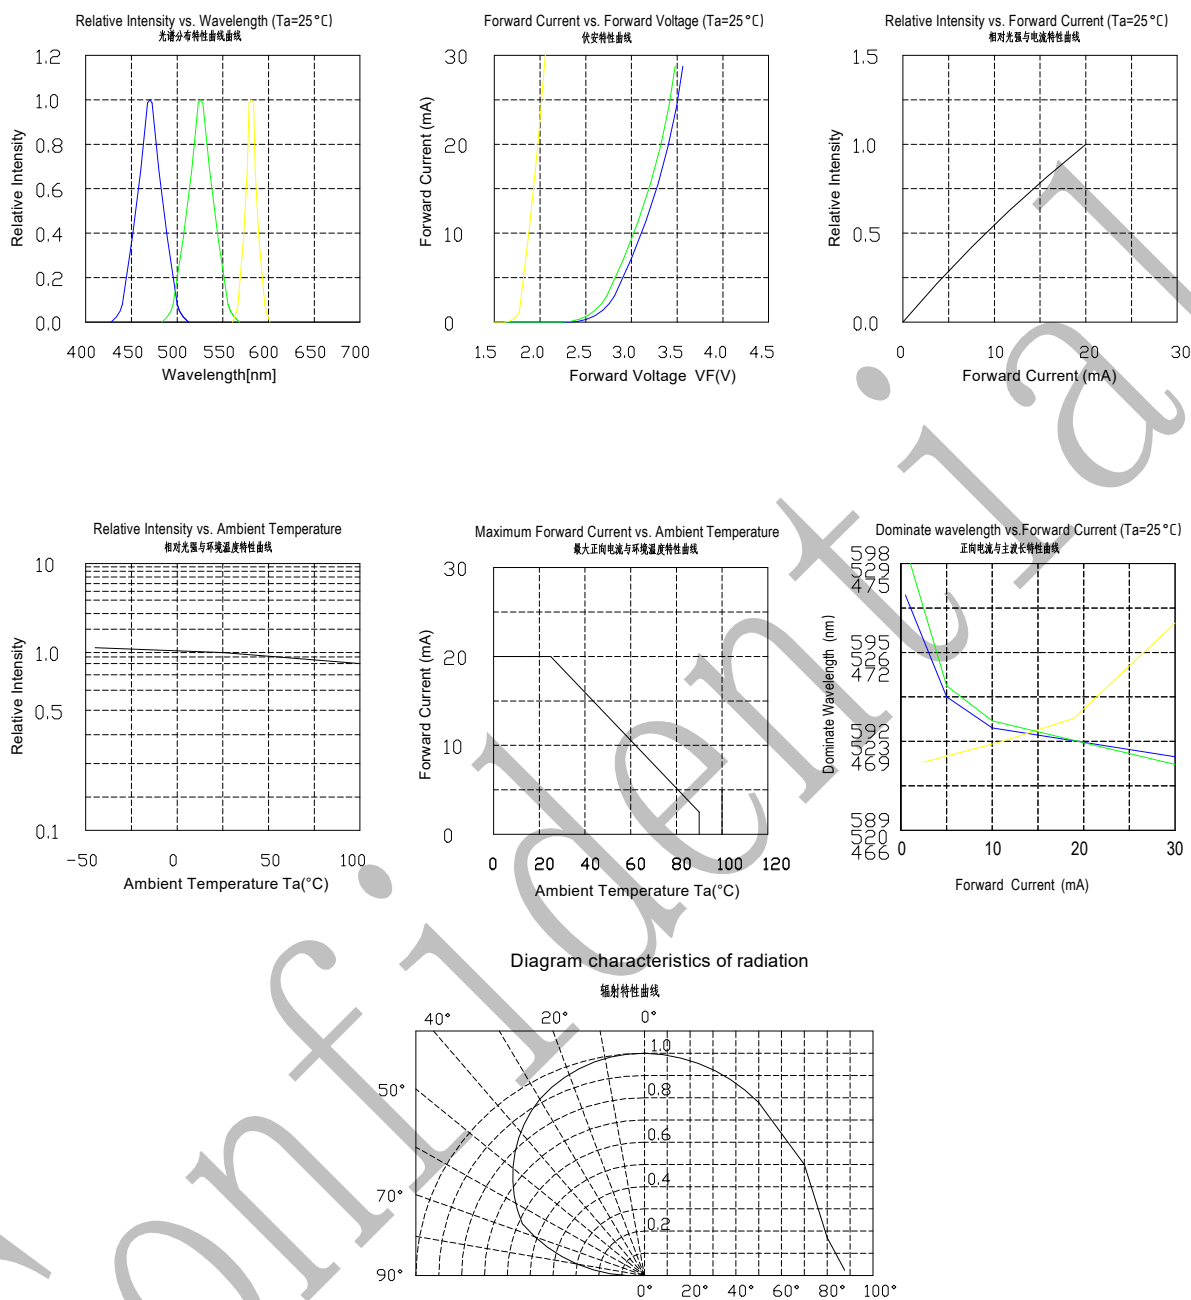 Relative Intensity vs. Wavelength (Ta=25°C)
光谱分布特性曲线曲线
1.2
1.0
0.8
0.6
0.4
0.2
0.0
Relative Intensity
400 450 500 550 600 650 700
Wavelength[nm]
Forward Current vs. Forward Voltage (Ta=25°C)
伏安特性曲线
30
20
10
0
Forward Current (mA)
1.5 2.0 2.5 3.0 3.5 4.0 4.5
Forward Voltage VF(V)
Relative Intensity vs. Forward Current (Ta=25°C)
相对光强与电流特性曲线
1.5
1.0
0.5
0.0
Relative Intensity
0 10 20 30
Forward Current (mA)
Relative Intensity vs. Ambient Temperature
相对光强与环境温度特性曲线
10
1.0
0.5
0.1
Relative Intensity
-50 0 50 100
Ambient Temperature Ta(°C)
Maximum Forward Current vs. Ambient Temperature
最大正向电流与环境温度特性曲线
30
20
10
0
Forward Current (mA)
0 20 40 60 80 100 120
Ambient Temperature Ta(°C)
Dominate wavelength vs.Forward Current (Ta=25°C)
正向电流与主波长特性曲线
598
529
475
595
526
472
592
523
469
589
520
466
Dominate Wavelength (nm)
0 10 20 30
Forward Current (mA)
Diagram characteristics of radiation
辐射特性曲线
40° 20° 0°
50°
70°
90°
1.0
0.8
0.6
0.4
0.2
0° 20° 40° 60° 80° 100°
Confidential